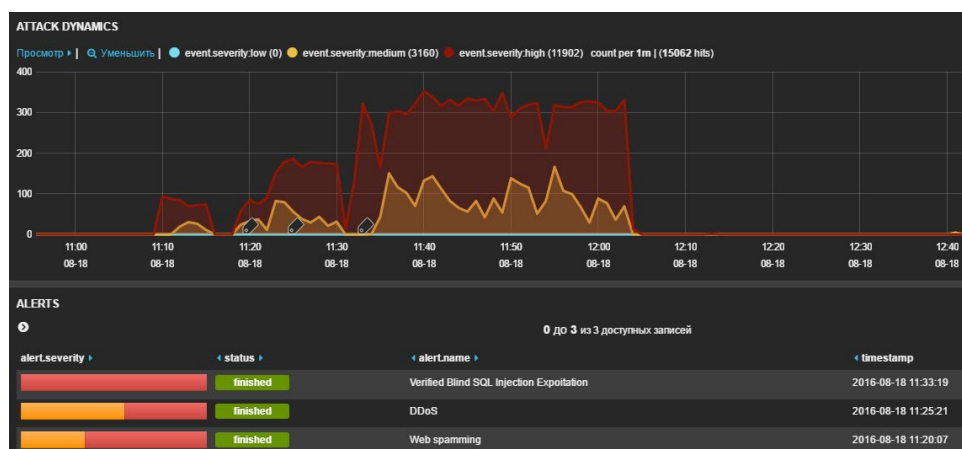 ATTACK DYNAMICS
Просмотр | Уменьшить | event.severity:low (0) event.severity:medium (3160) event.severity:high (11902) count per 1m | (15062 hits)
400
300
200
100
0
11:00 11:10 11:20 11:30 11:40 11:50 12:00 12:10 12:20 12:30 12:40
08-18 08-18 08-18 08-18 08-18 08-18 08-18 08-18 08-18 08-18 08-18
ALERTS
0 до 3 из 3 доступных записей
alert.severity status alert.name timestamp
finished Verified Blind SQL Injection Expoitation 2016-08-18 11:33:19
finished DDoS 2016-08-18 11:25:21
finished Web spamming 2016-08-18 11:20:07